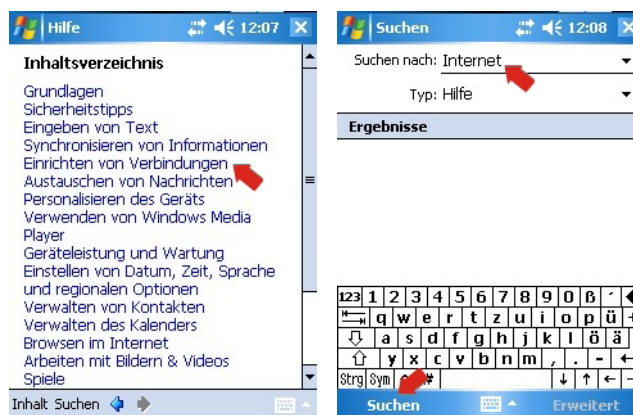 Hilfe 12:07
Inhaltsverzeichnis
Grundlagen
Sicherheitstipps
Eingeben von Text
Synchronisieren von Informationen
Einrichten von Verbindungen
Austauschen von Nachrichten
Personalisieren des Geräts
Verwenden von Windows Media
Player
Geräteleistung und Wartung
Einstellen von Datum, Zeit, Sprache
und regionalen Optionen
Verwalten von Kontakten
Verwalten des Kalenders
Browsen im Internet
Arbeiten mit Bildern & Videos
Spiele
Inhalt Suchen
Suchen 12:08
Suchen nach: Internet
Typ: Hilfe
Ergebnisse
123 1 2 3 4 5 6 7 8 9 0 ß ´
q w e r t z u i o p ü +
a s d f g h j k l ö ä
y x c v b n m , . -
Strg Sym #
Suchen Erweitert